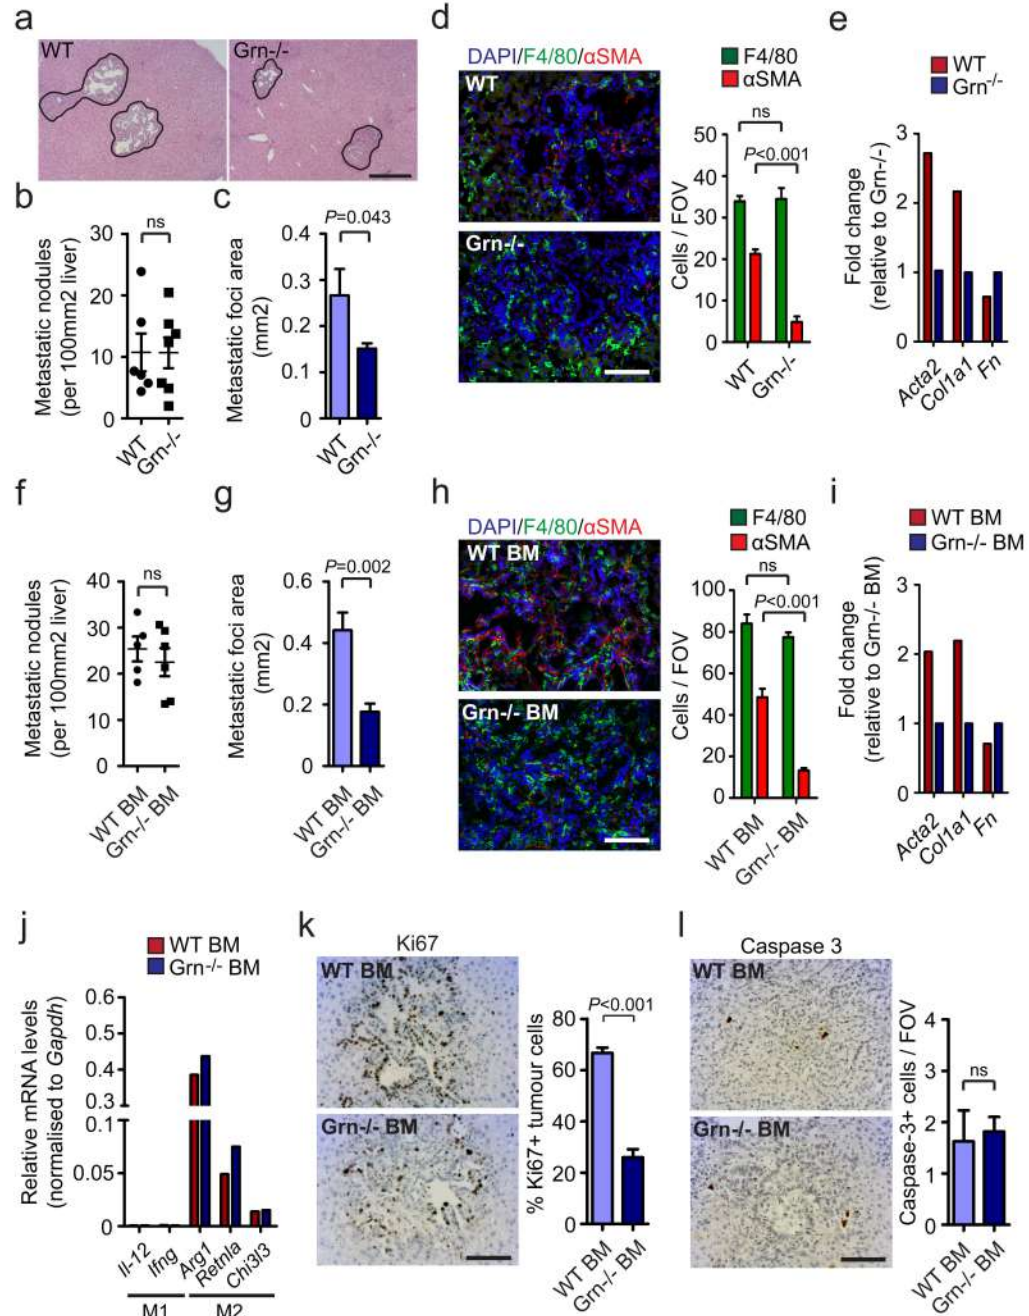 a
WT
Grn-/-
b
ns
Metastatic nodules
(per 100mm2 liver)
30
20
10
0
WT
Grn-/-
c
P=0.043
Metastatic foci area
(mm2)
0.4
0.3
0.2
0.1
0
WT
Grn-/-
d
DAPI/F4/80/αSMA
WT
Grn-/-
F4/80
αSMA
ns
P<0.001
Cells / FOV
50
40
30
20
10
0
WT
Grn-/-
e
WT
Grn-/-
Fold change
(relative to Grn-/-)
3
2
1
0
Acta2
Col1a1
Fn
f
ns
Metastatic nodules
(per 100mm2 liver)
40
30
20
10
0
WT BM
Grn-/- BM
g
P=0.002
Metastatic foci area
(mm2)
0.6
0.4
0.2
0
WT BM
Grn-/- BM
h
DAPI/F4/80/αSMA
WT BM
Grn-/- BM
F4/80
αSMA
ns
P<0.001
Cells / FOV
100
80
60
40
20
0
WT BM
Grn-/- BM
i
WT BM
Grn-/- BM
Fold change
(relative to Grn-/- BM)
3
2
1
0
Acta2
Col1a1
Fn
j
WT BM
Grn-/- BM
Relative mRNA levels
(normalised to Gapdh)
0.6
0.5
0.4
0.3
0.1
0.05
0
Il-12
Ifng
Arg1
Retnla
Chi3l3
M1
M2
k
Ki67
WT BM
Grn-/- BM
P<0.001
% Ki67+ tumour cells
80
60
40
20
0
WT BM
Grn-/- BM
l
Caspase 3
WT BM
Grn-/- BM
ns
Caspase-3+ cells / FOV
4
3
2
1
0
WT BM
Grn-/- BM